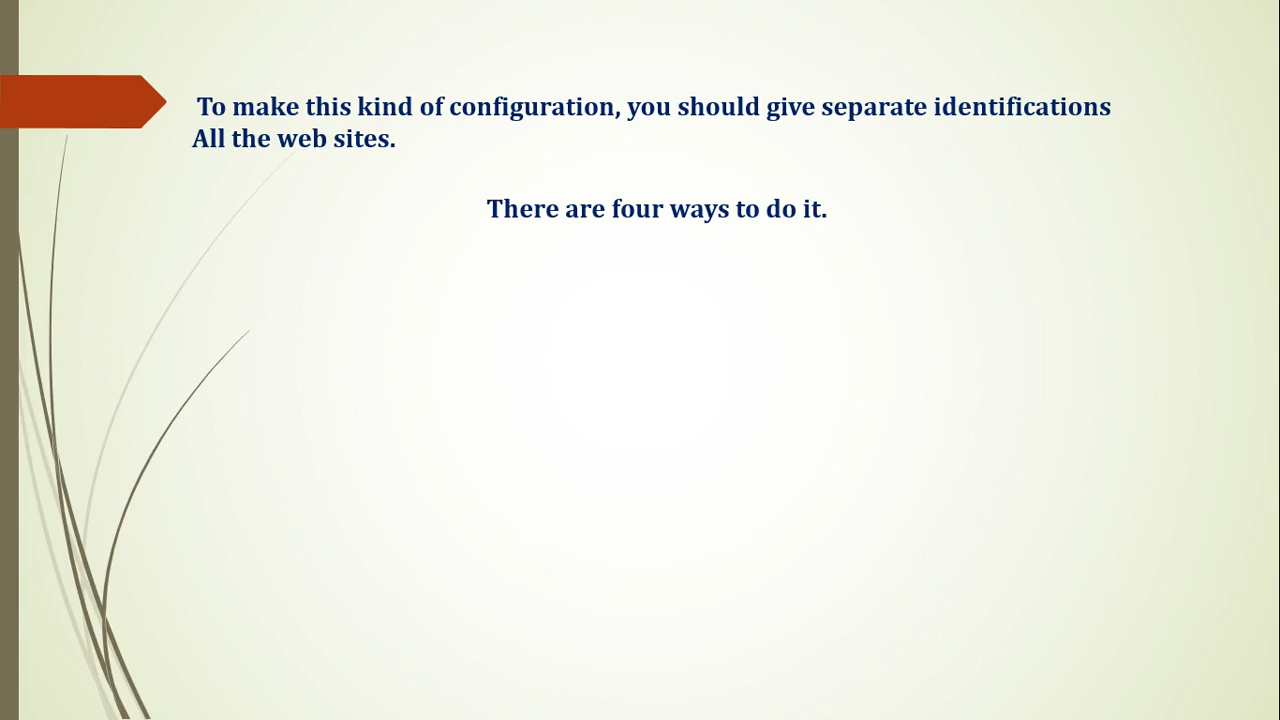 To make this kind of configuration, you should give separate identifications
All the web sites.
There are four ways to do it.